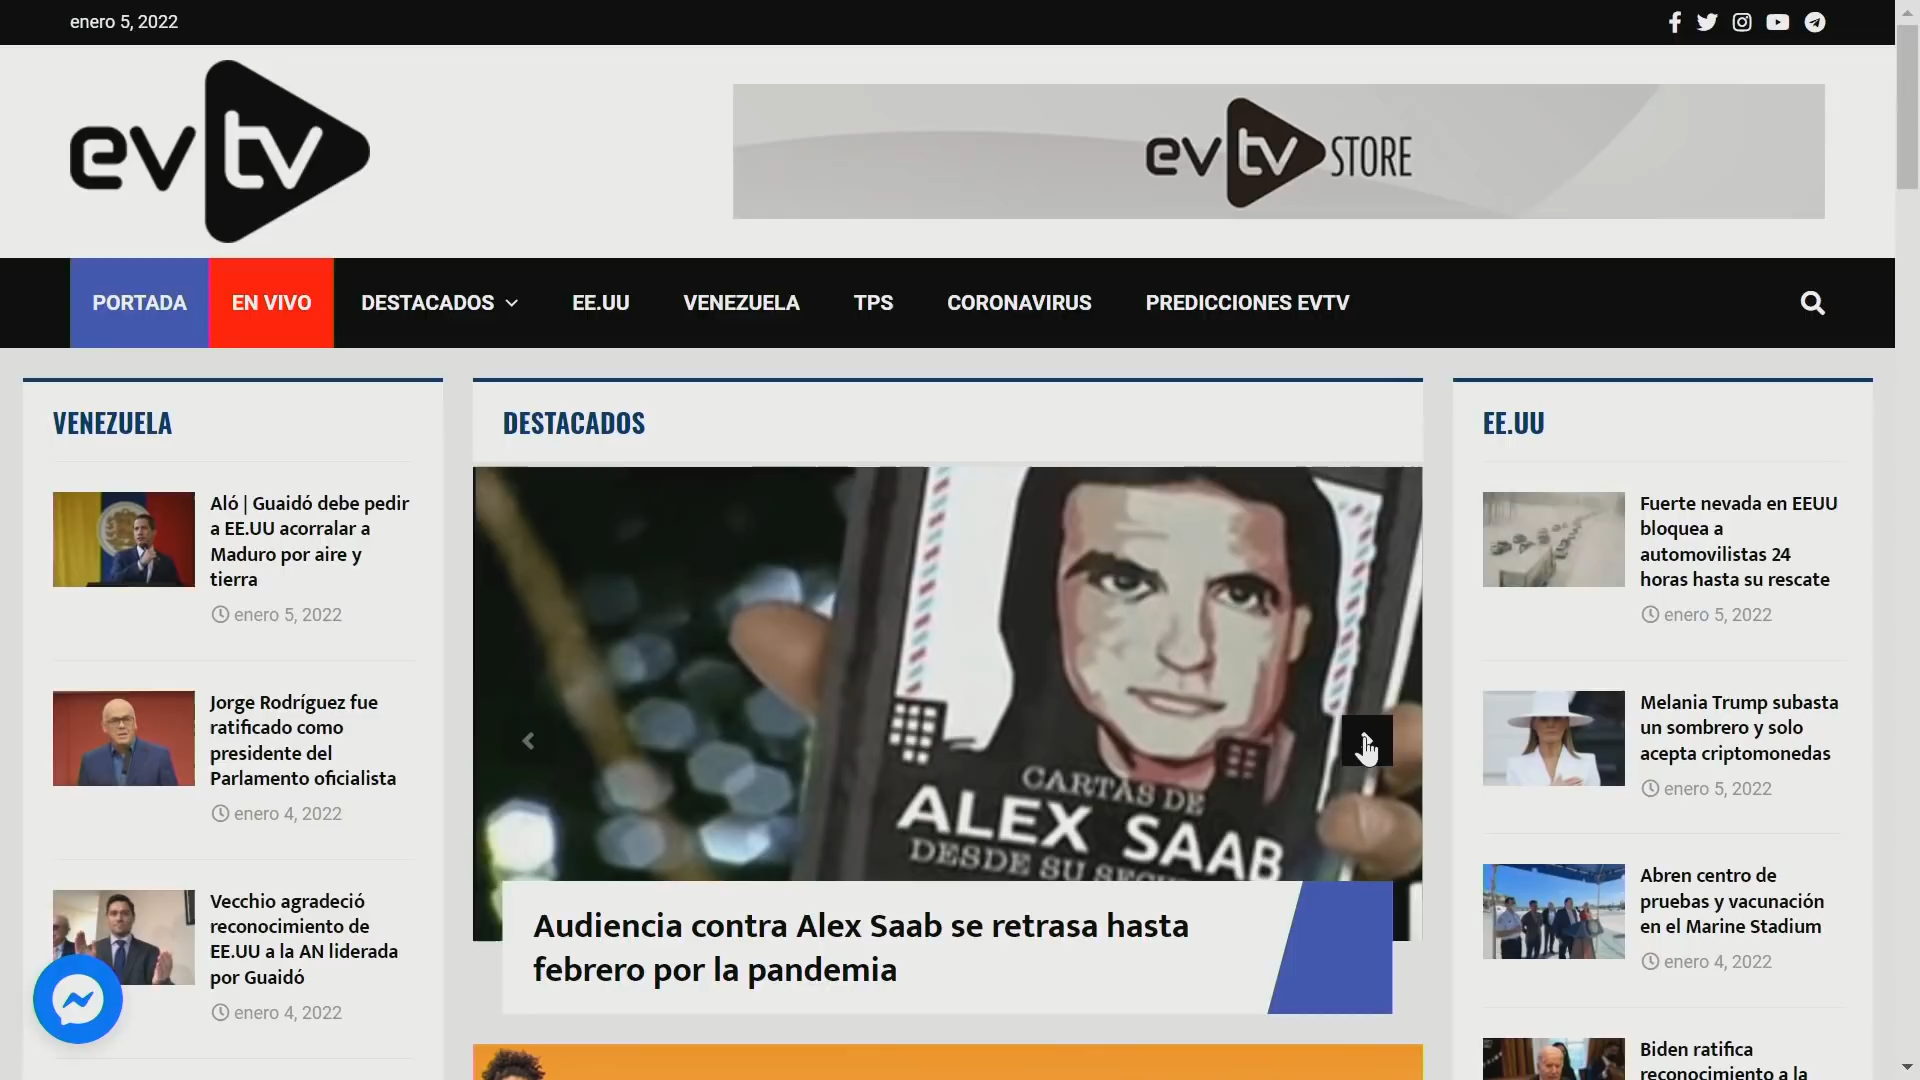 enero 5, 2022
evtv
evtv STORE
PORTADA
EN VIVO
DESTACADOS
EE.UU
VENEZUELA
TPS
CORONAVIRUS
PREDICCIONES EVTV
VENEZUELA
Aló | Guaidó debe pedir
a EE.UU acorralar a
Maduro por aire y
tierra
enero 5, 2022
Jorge Rodríguez fue
ratificado como
presidente del
Parlamento oficialista
enero 4, 2022
Vecchio agradeció
reconocimiento de
EE.UU a la AN liderada
por Guaidó
enero 4, 2022
DESTACADOS
CARTAS DE
ALEX SAAB
DESDE SU
Audiencia contra Alex Saab se retrasa hasta
febrero por la pandemia
EE.UU
Fuerte nevada en EEUU
bloquea a
automovilistas 24
horas hasta su rescate
enero 5, 2022
Melania Trump subasta
un sombrero y solo
acepta criptomonedas
enero 5, 2022
Abren centro de
pruebas y vacunación
en el Marine Stadium
enero 4, 2022
Biden ratifica
reconocimiento a la